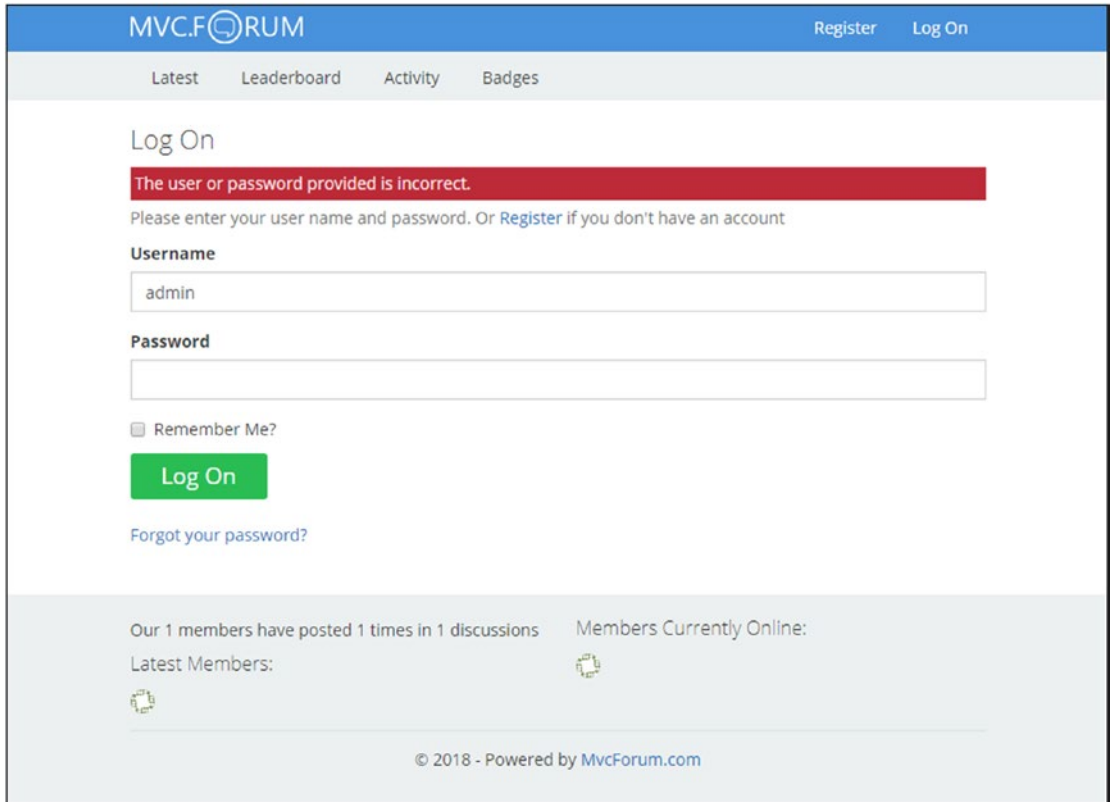 MVC.FORUM
Register Log On
Latest Leaderboard Activity Badges
Log On
The user or password provided is incorrect.
Please enter your user name and password. Or Register if you don't have an account
Username
admin
Password
Remember Me?
Log On
Forgot your password?
Our 1 members have posted 1 times in 1 discussions
Members Currently Online:
Latest Members:
© 2018 - Powered by MvcForum.com